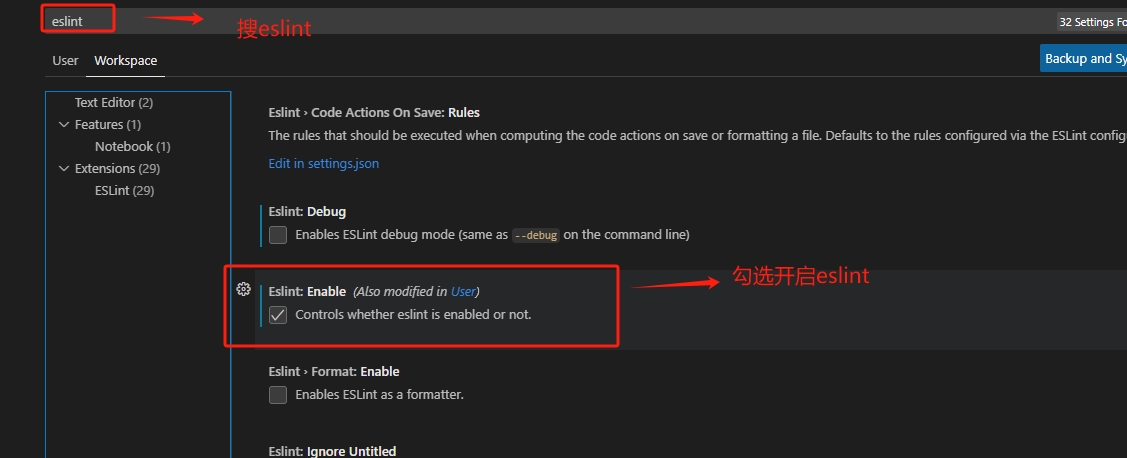 eslint
搜eslint
32 Settings Fo
User
Workspace
Backup and Sy
Text Editor (2)
Features (1)
Notebook (1)
Extensions (29)
ESLint (29)
Eslint › Code Actions On Save: Rules
The rules that should be executed when computing the code actions on save or formatting a file. Defaults to the rules configured via the ESLint config
Edit in settings.json
Eslint: Debug
Enables ESLint debug mode (same as --debug on the command line)
Eslint: Enable (Also modified in User)
Controls whether eslint is enabled or not.
勾选开启eslint
Eslint › Format: Enable
Enables ESLint as a formatter.
Eslint: Ignore Untitled